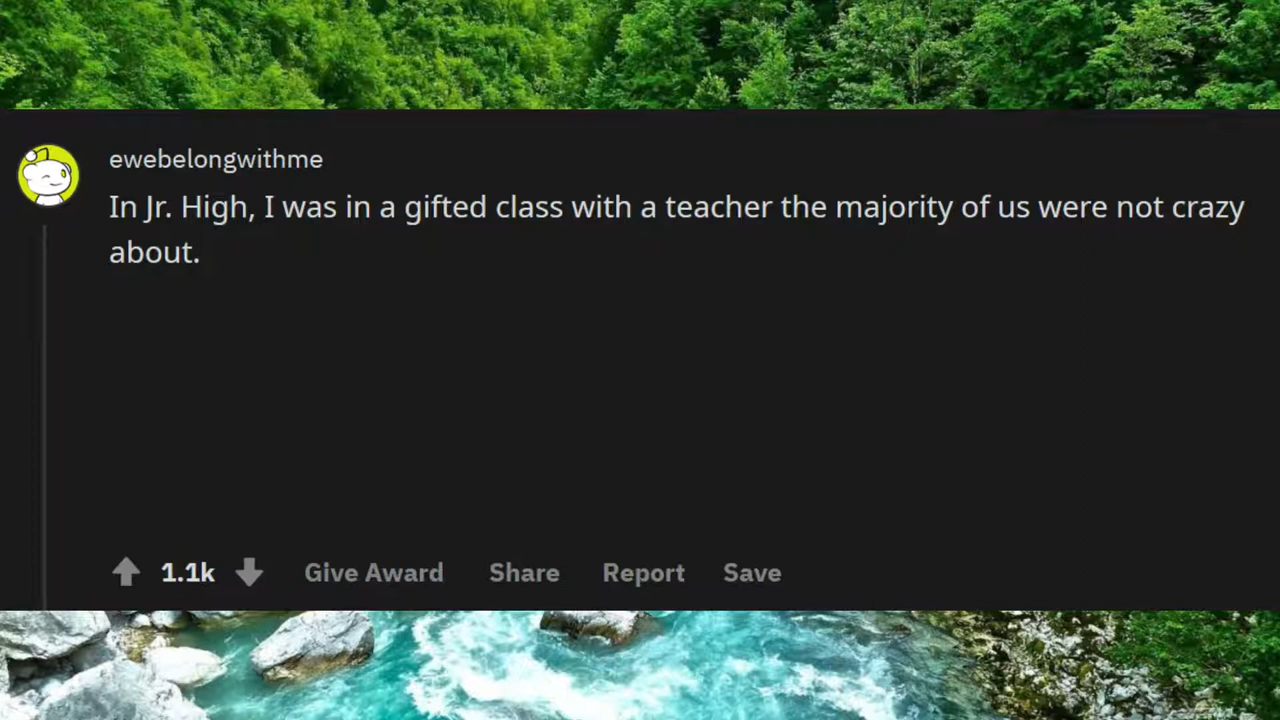 ewebelongwithme
In Jr. High, I was in a gifted class with a teacher the majority of us were not crazy
about.
1.1k Give Award Share Report Save